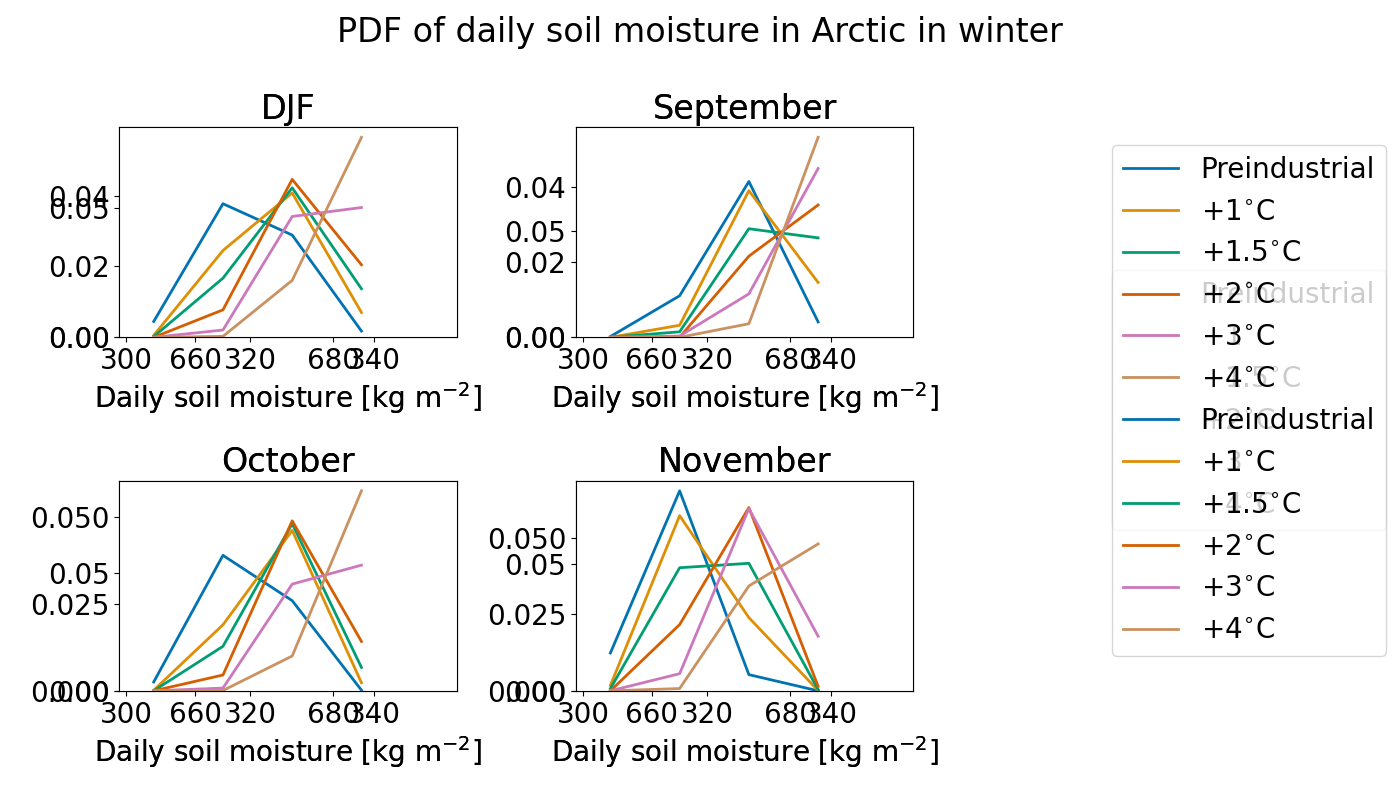 PDF of daily soil moisture in Arctic in winter
DJF
September
0.04
0.05
0.02
0.00
300 660 320 680 340
Daily soil moisture [kg m⁻²]
0.04
0.05
0.02
0.00
300 660 320 680 340
Daily soil moisture [kg m⁻²]
October
November
0.050
0.05
0.025
0.000
300 660 320 680 340
Daily soil moisture [kg m⁻²]
0.050
0.05
0.025
0.000
300 660 320 680 340
Daily soil moisture [kg m⁻²]
Preindustrial
+1°C
+1.5°C
+2°C
+3°C
+4°C
Preindustrial
+1°C
+1.5°C
+2°C
+3°C
+4°C